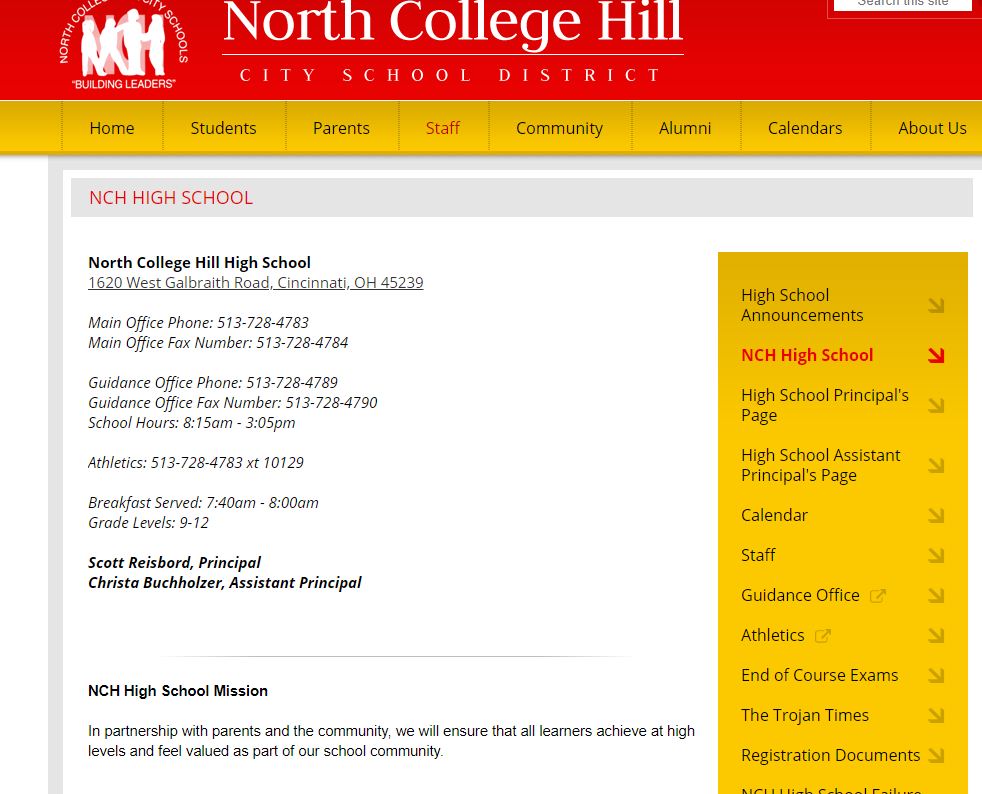 NORTH COLLEGE HILL CITY SCHOOLS
"BUILDING LEADERS"
North College Hill
CITY SCHOOL DISTRICT
Search this site
Home
Students
Parents
Staff
Community
Alumni
Calendars
About Us
NCH HIGH SCHOOL
North College Hill High School
1620 West Galbraith Road, Cincinnati, OH 45239
Main Office Phone: 513-728-4783
Main Office Fax Number: 513-728-4784
Guidance Office Phone: 513-728-4789
Guidance Office Fax Number: 513-728-4790
School Hours: 8:15am - 3:05pm
Athletics: 513-728-4783 xt 10129
Breakfast Served: 7:40am - 8:00am
Grade Levels: 9-12
Scott Reisbord, Principal
Christa Buchholzer, Assistant Principal
NCH High School Mission
In partnership with parents and the community, we will ensure that all learners achieve at high
levels and feel valued as part of our school community.
High School
Announcements
NCH High School
High School Principal's
Page
High School Assistant
Principal's Page
Calendar
Staff
Guidance Office
Athletics
End of Course Exams
The Trojan Times
Registration Documents
NCH High School Failure